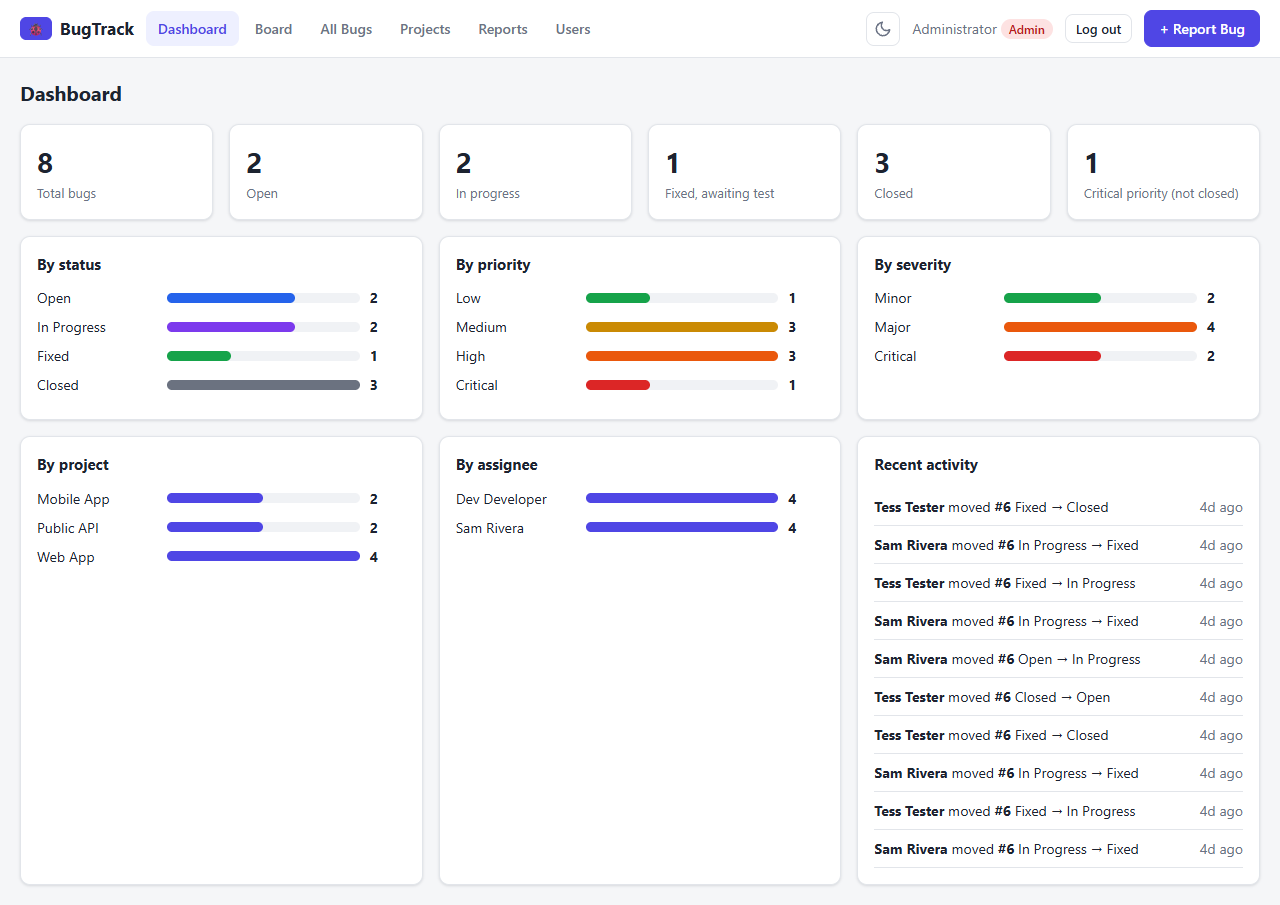 BugTrack Dashboard Board All Bugs Projects Reports Users Administrator Admin Log out + Report Bug
Dashboard
8 2 2 1 3 1
Total bugs Open In progress Fixed, awaiting test Closed Critical priority (not closed)
By status
Open 2
In Progress 2
Fixed 1
Closed 3
By priority
Low 1
Medium 3
High 3
Critical 1
By severity
Minor 2
Major 4
Critical 2
By project
Mobile App 2
Public API 2
Web App 4
By assignee
Dev Developer 4
Sam Rivera 4
Recent activity
Tess Tester moved #6 Fixed → Closed 4d ago
Sam Rivera moved #6 In Progress → Fixed 4d ago
Tess Tester moved #6 Fixed → In Progress 4d ago
Sam Rivera moved #6 In Progress → Fixed 4d ago
Sam Rivera moved #6 Open → In Progress 4d ago
Tess Tester moved #6 Closed → Open 4d ago
Tess Tester moved #6 Fixed → Closed 4d ago
Sam Rivera moved #6 In Progress → Fixed 4d ago
Tess Tester moved #6 Fixed → In Progress 4d ago
Sam Rivera moved #6 In Progress → Fixed 4d ago